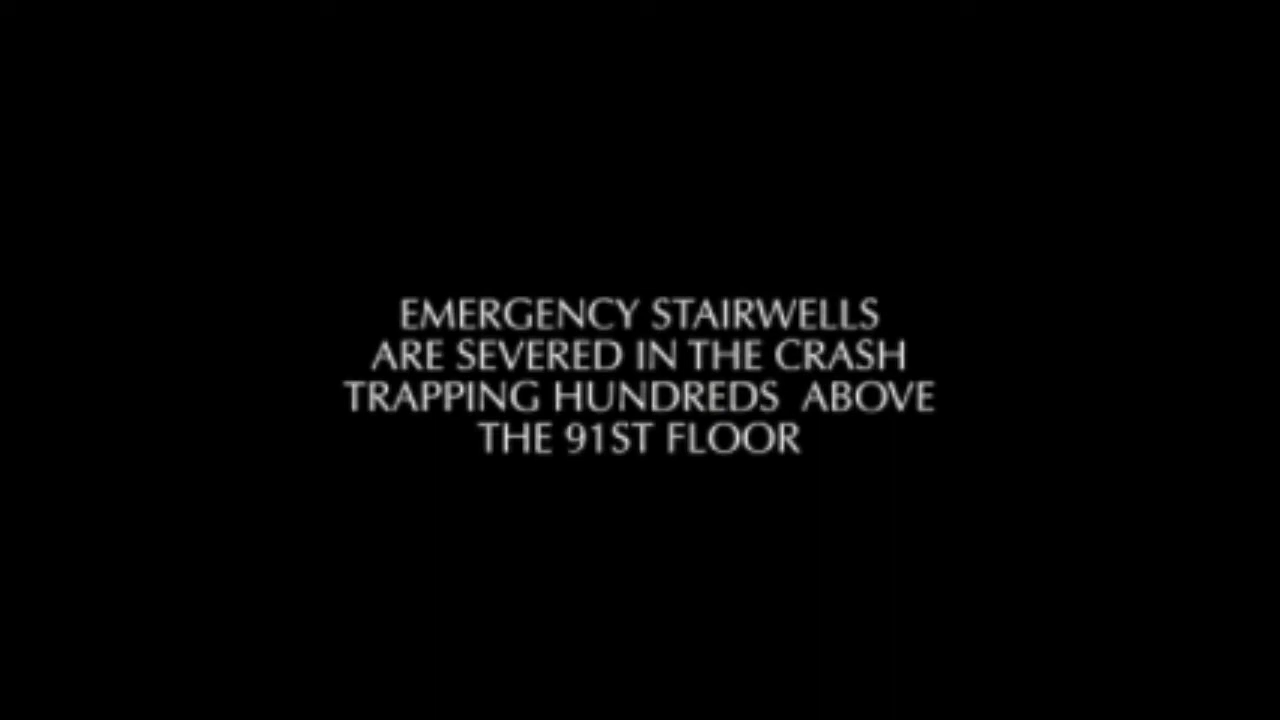 EMERGENCY STAIRWELLS
ARE SEVERED IN THE CRASH
TRAPPING HUNDREDS  ABOVE
THE 91ST FLOOR